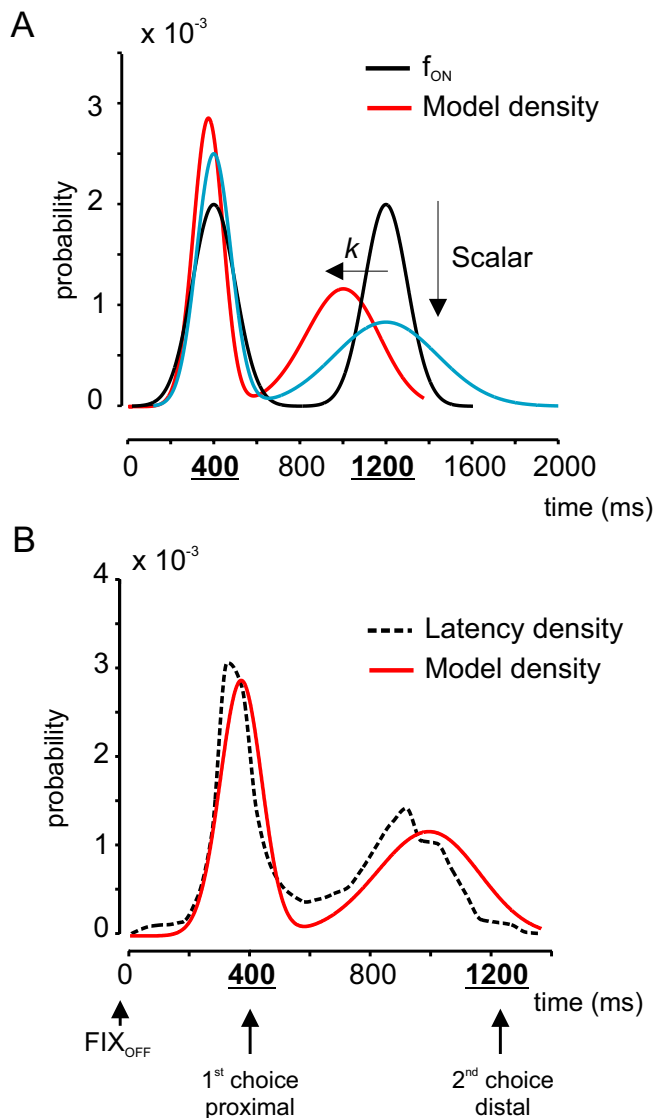 A
x 10⁻³
f_ON
Model density
3
2
1
0
probability
k
Scalar
0 400 800 1200 1600 2000
time (ms)
B
x 10⁻³
4
3
2
1
0
probability
Latency density
Model density
0 400 800 1200
time (ms)
FIX_OFF
1ˢᵗ choice
proximal
2ⁿᵈ choice
distal